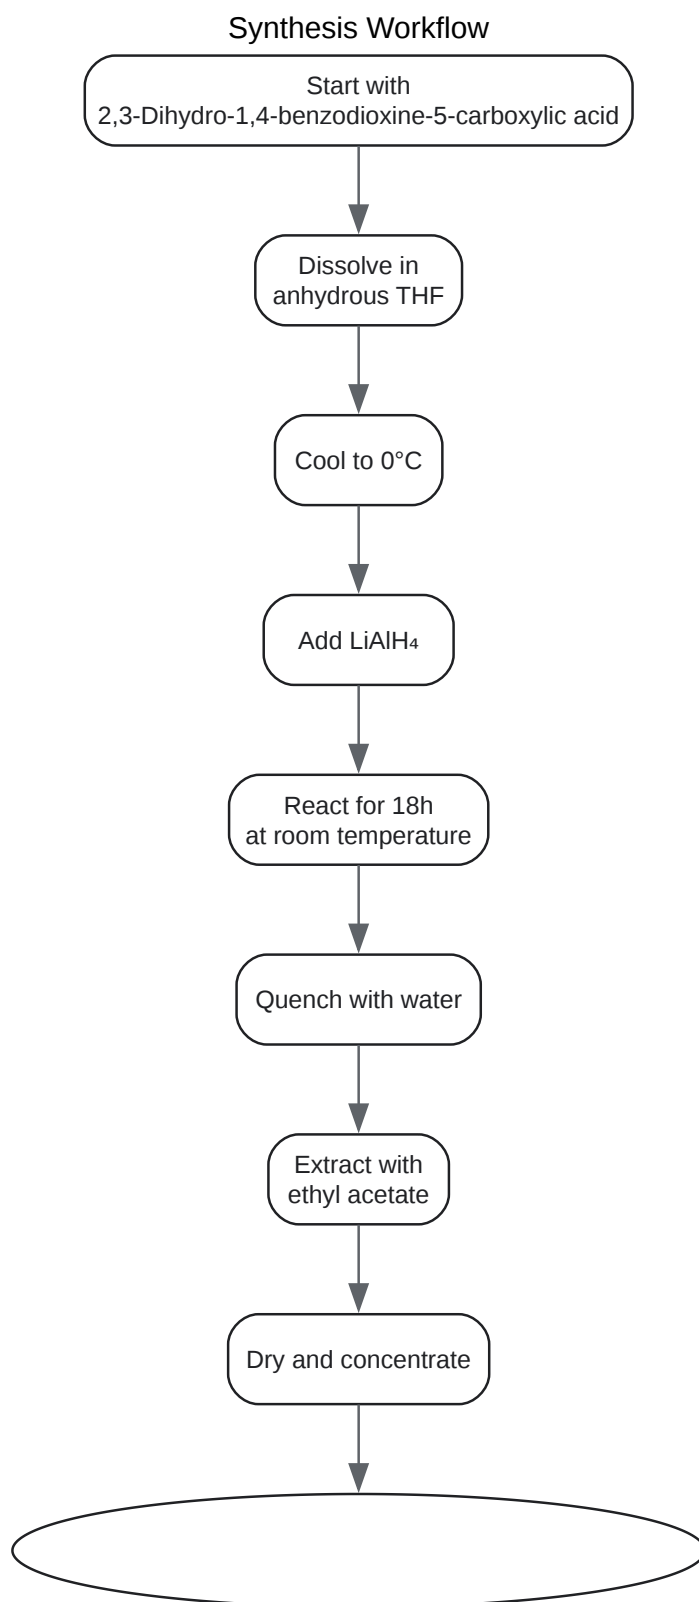 Synthesis Workflow
Start with
2,3-Dihydro-1,4-benzodioxine-5-carboxylic acid
Dissolve in
anhydrous THF
Cool to 0°C
Add LiAlH₄
React for 18h
at room temperature
Quench with water
Extract with
ethyl acetate
Dry and concentrate